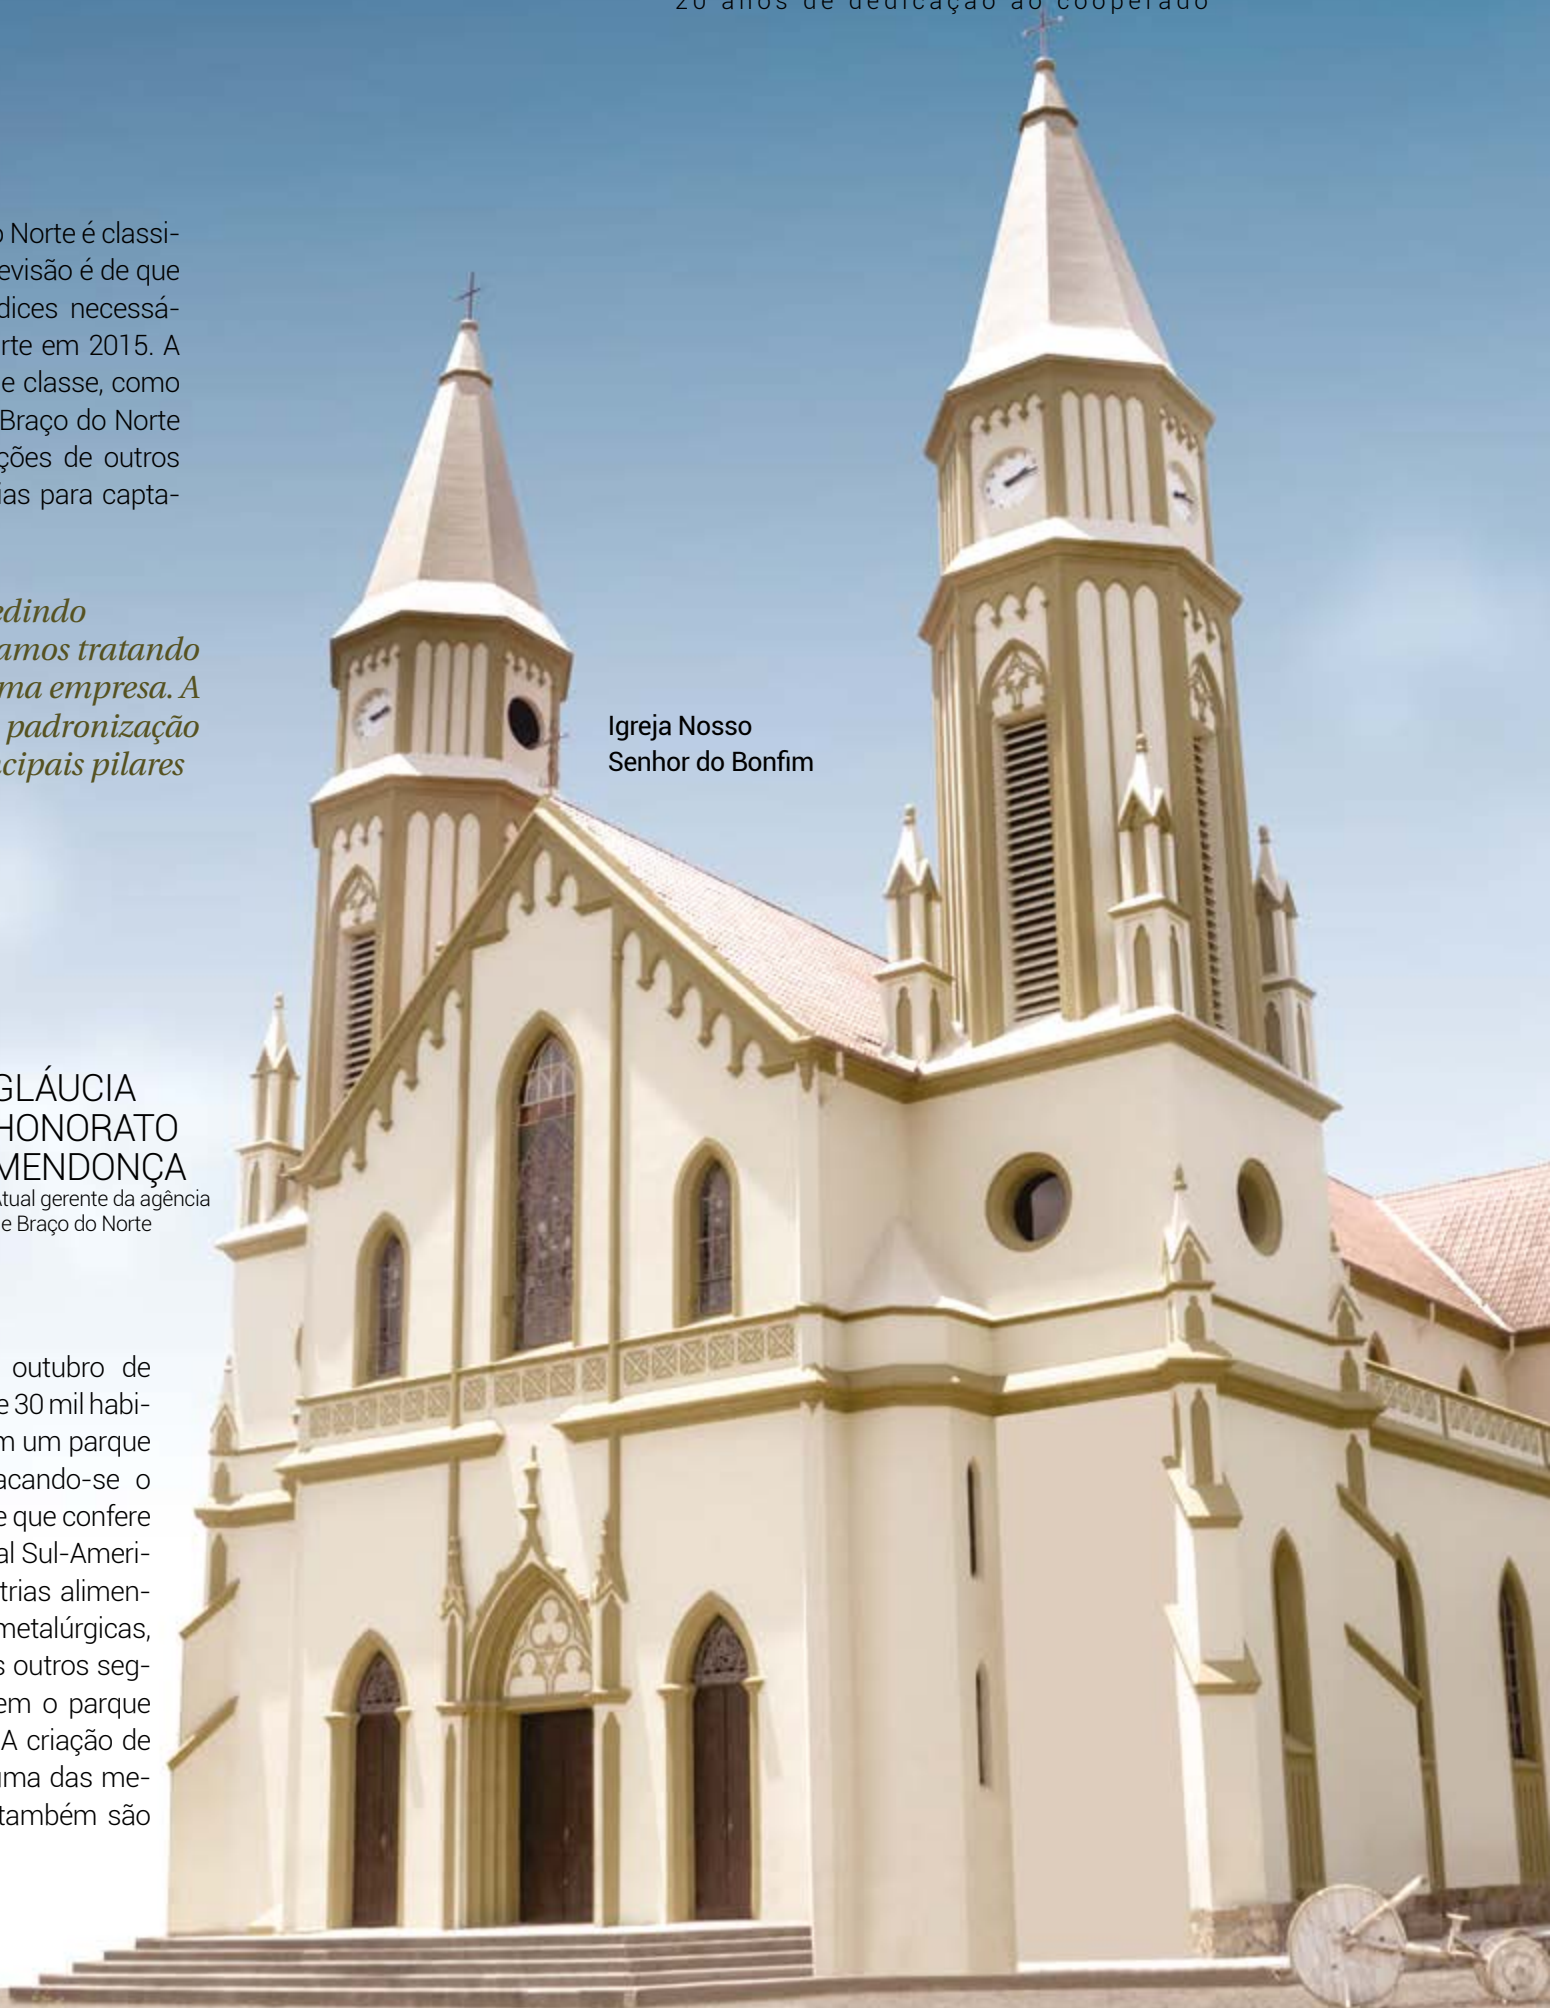 20 anos de dedicação ao cooperado
Norte é classi-
evisão é de que
dices necessá-
rte em 2015. A
e classe, como
Braço do Norte
ções de outros
ias para capta-
edindo
amos tratando
ma empresa. A
padronização
ncipais pilares
Igreja Nosso
Senhor do Bonfim
GLÁUCIA
HONORATO
MENDONÇA
Atual gerente da agência
e Braço do Norte
outubro de
e 30 mil habi-
m um parque
acando-se o
e que confere
al Sul-Ameri-
trias alimen-
metalúrgicas,
s outros seg-
em o parque
A criação de
uma das me-
também são